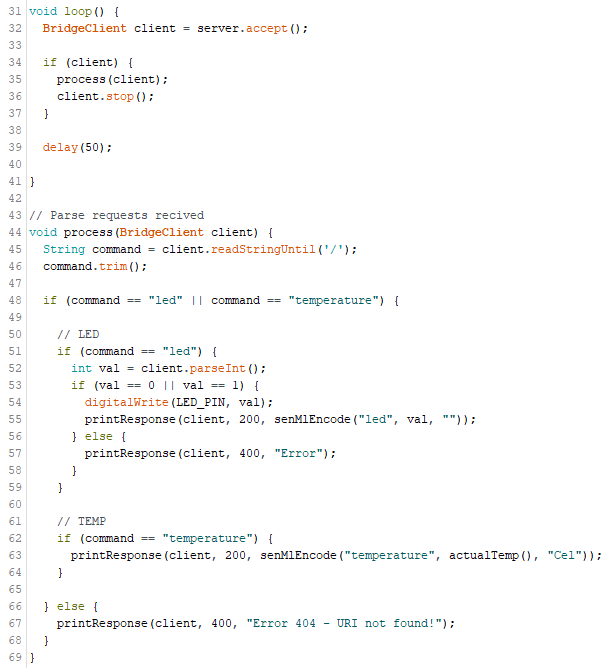 31 void loop() {
32   BridgeClient client = server.accept();
33
34   if (client) {
35     process(client);
36     client.stop();
37   }
38
39   delay(50);
40
41 }
42
43 // Parse requests recived
44 void process(BridgeClient client) {
45   String command = client.readStringUntil('/');
46   command.trim();
47
48   if (command == "led" || command == "temperature") {
49
50     // LED
51     if (command == "led") {
52       int val = client.parseInt();
53       if (val == 0 || val == 1) {
54         digitalWrite(LED_PIN, val);
55         printResponse(client, 200, senMlEncode("led", val, ""));
56       } else {
57         printResponse(client, 400, "Error");
58       }
59     }
60
61     // TEMP
62     if (command == "temperature") {
63       printResponse(client, 200, senMlEncode("temperature", actualTemp(), "Cel"));
64     }
65
66   } else {
67     printResponse(client, 400, "Error 404 - URI not found!");
68   }
69 }